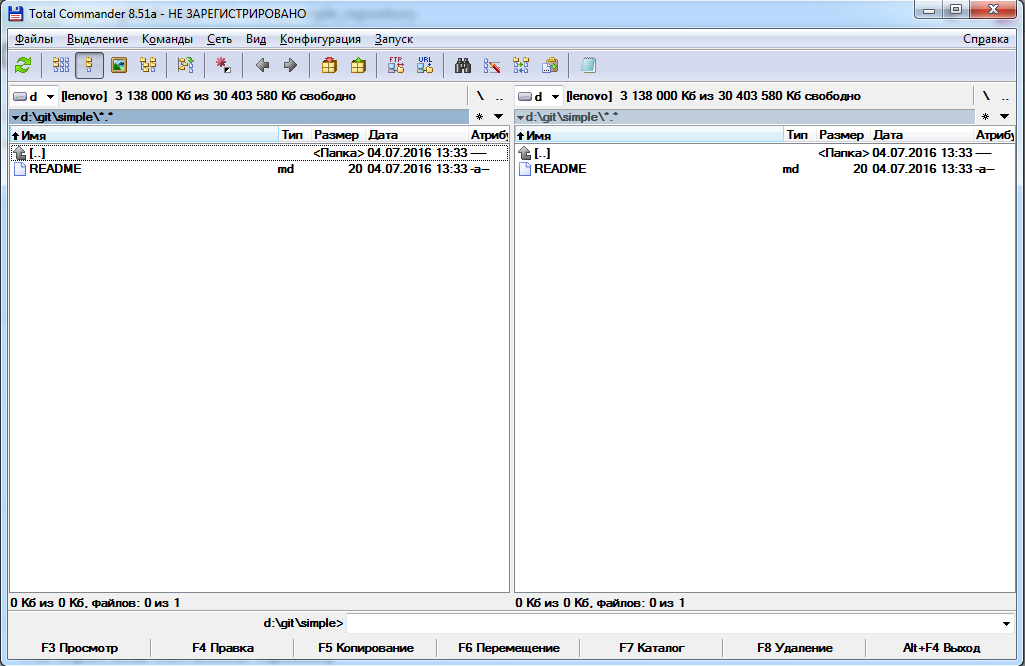 Total Commander 8.51a - НЕ ЗАРЕГИСТРИРОВАНО
Файлы Выделение Команды Сеть Вид Конфигурация Запуск Справка
FTP URL
d [lenovo] 3 138 000 Кб из 30 403 580 Кб свободно \ .. d [lenovo] 3 138 000 Кб из 30 403 580 Кб свободно \ ..
d:\git\simple\*.* * d:\git\simple\*.* *
Имя Тип Размер Дата Атрибу Имя Тип Размер Дата Атрибу
[..] <Папка> 04.07.2016 13:33 ---- [..] <Папка> 04.07.2016 13:33 ----
README md 20 04.07.2016 13:33 -a-- README md 20 04.07.2016 13:33 -a--
0 Кб из 0 Кб, файлов: 0 из 1 0 Кб из 0 Кб, файлов: 0 из 1
d:\git\simple>
F3 Просмотр F4 Правка F5 Копирование F6 Перемещение F7 Каталог F8 Удаление Alt+F4 Выход